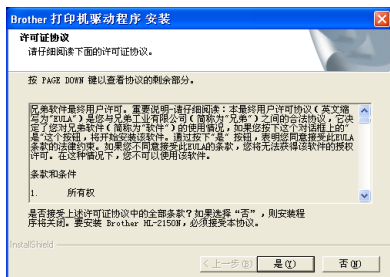 Brother 打印机驱动程序 安装
许可证协议
请仔细阅读下面的许可证协议。
按 PAGE DOWN 键以查看协议的剩余部分。
兄弟软件最终用户许可。重要说明-请仔细阅读：本最终用户许可协议（英文缩
写为"EULA"）是您与兄弟工业有限公司（简称为"兄弟"）之间的合法协议，它决
定了您对兄弟软件（简称为"软件"）的使用情况，如果您按下这个对话框上的"
是"这个按钮，将开始安装该软件。通过按下"是"按钮，表明您同意接受此EULA
条款的法律约束。如果您不同意接受此EULA的条款，您将无法获得该软件的授权
许可。在这种情况下，您不可以使用该软件。
条款和条件
1. 所有权
是否接受上述许可证协议中的全部条款？如果选择“否”，则安装程
序将关闭。要安装 Brother HL-2150N，必须接受本协议。
InstallShield
< 上一步(B) 是(Y) 否(N)